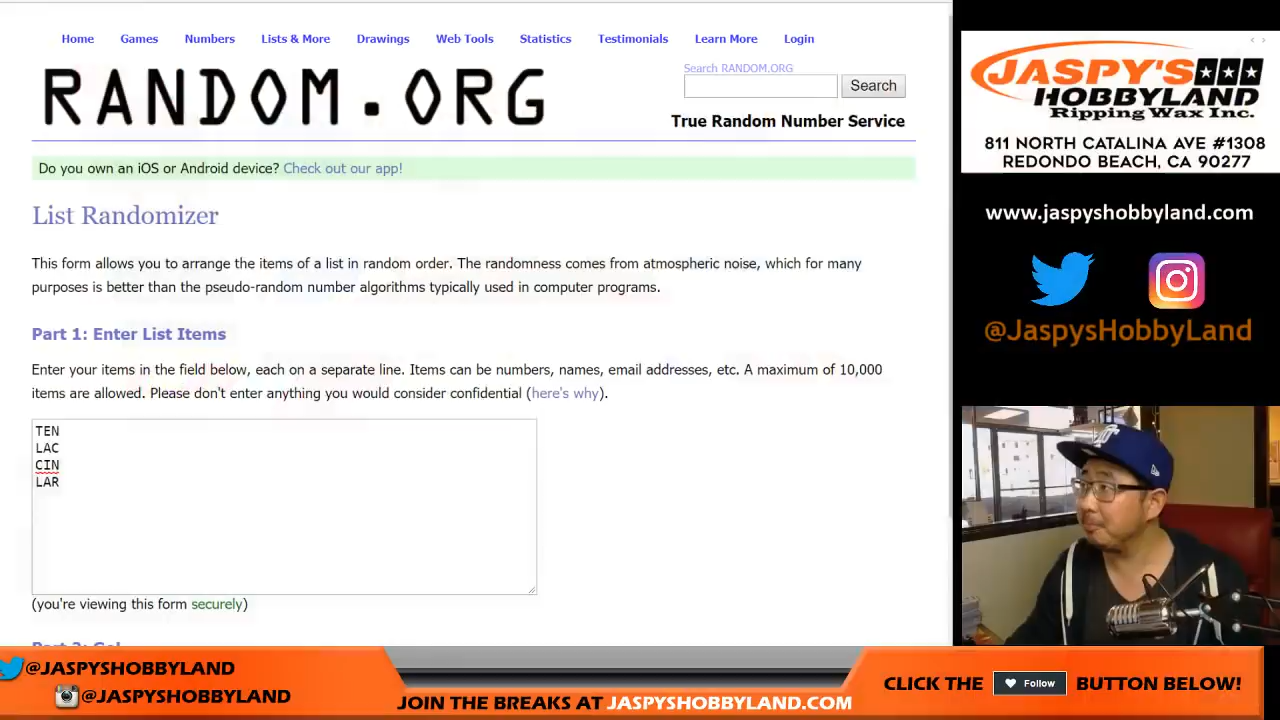 Home Games Numbers Lists & More Drawings Web Tools Statistics Testimonials Learn More Login
RANDOM.ORG
Search RANDOM.ORG
Search
True Random Number Service
Do you own an iOS or Android device? Check out our app!
List Randomizer
This form allows you to arrange the items of a list in random order. The randomness comes from atmospheric noise, which for many
purposes is better than the pseudo-random number algorithms typically used in computer programs.
Part 1: Enter List Items
Enter your items in the field below, each on a separate line. Items can be numbers, names, email addresses, etc. A maximum of 10,000
items are allowed. Please don't enter anything you would consider confidential (here's why).
TEN
LAC
CIN
LAR
(you're viewing this form securely)
Part 2: Go!
JASPY'S
HOBBYLAND
Ripping Wax Inc.
811 NORTH CATALINA AVE #1308
REDONDO BEACH, CA 90277
www.jaspyshobbyland.com
@JaspysHobbyLand
@JASPYSHOBBYLAND
@JASPYSHOBBYLAND
JOIN THE BREAKS AT JASPYSHOBBYLAND.COM
CLICK THE Follow BUTTON BELOW!